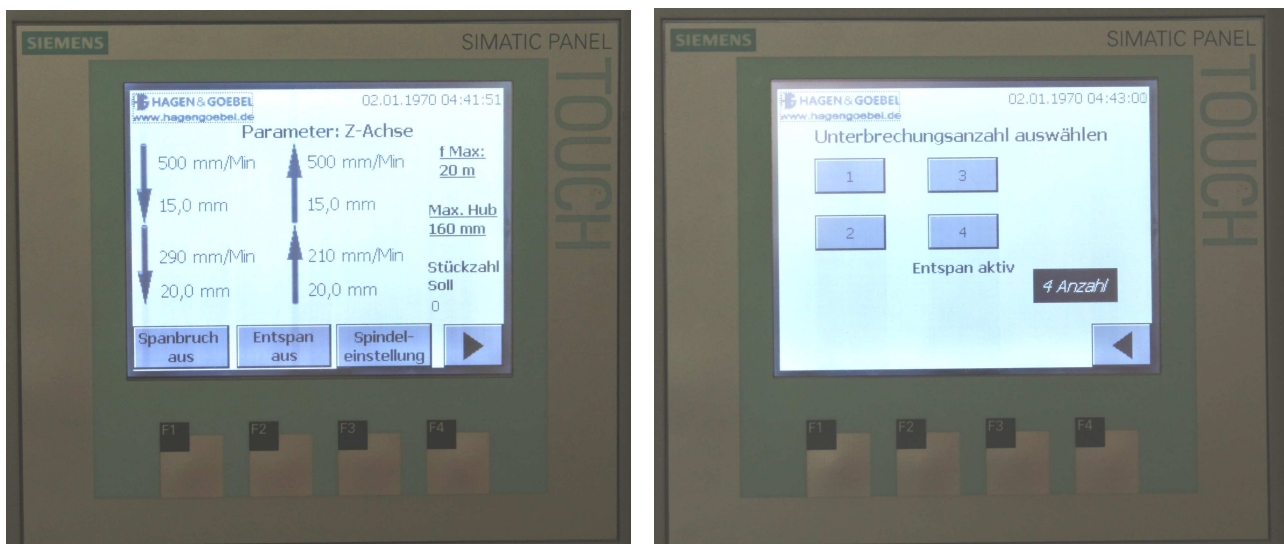 SIEMENS
SIMATIC PANEL
TOUCH
HAGEN & GOEBEL
www.hagengoebel.de
02.01.1970 04:41:51
Parameter: Z-Achse
500 mm/Min
500 mm/Min
f Max:
20 m
15,0 mm
15,0 mm
Max. Hub
160 mm
290 mm/Min
210 mm/Min
Stückzahl
Soll
20,0 mm
20,0 mm
0
Spanbruch
aus
Entspan
aus
Spindel-
einstellung
F1
F2
F3
F4
SIEMENS
SIMATIC PANEL
TOUCH
HAGEN & GOEBEL
www.hagengoebel.de
02.01.1970 04:43:00
Unterbrechungsanzahl auswählen
1
3
2
4
Entspan aktiv
4 Anzahl
F1
F2
F3
F4